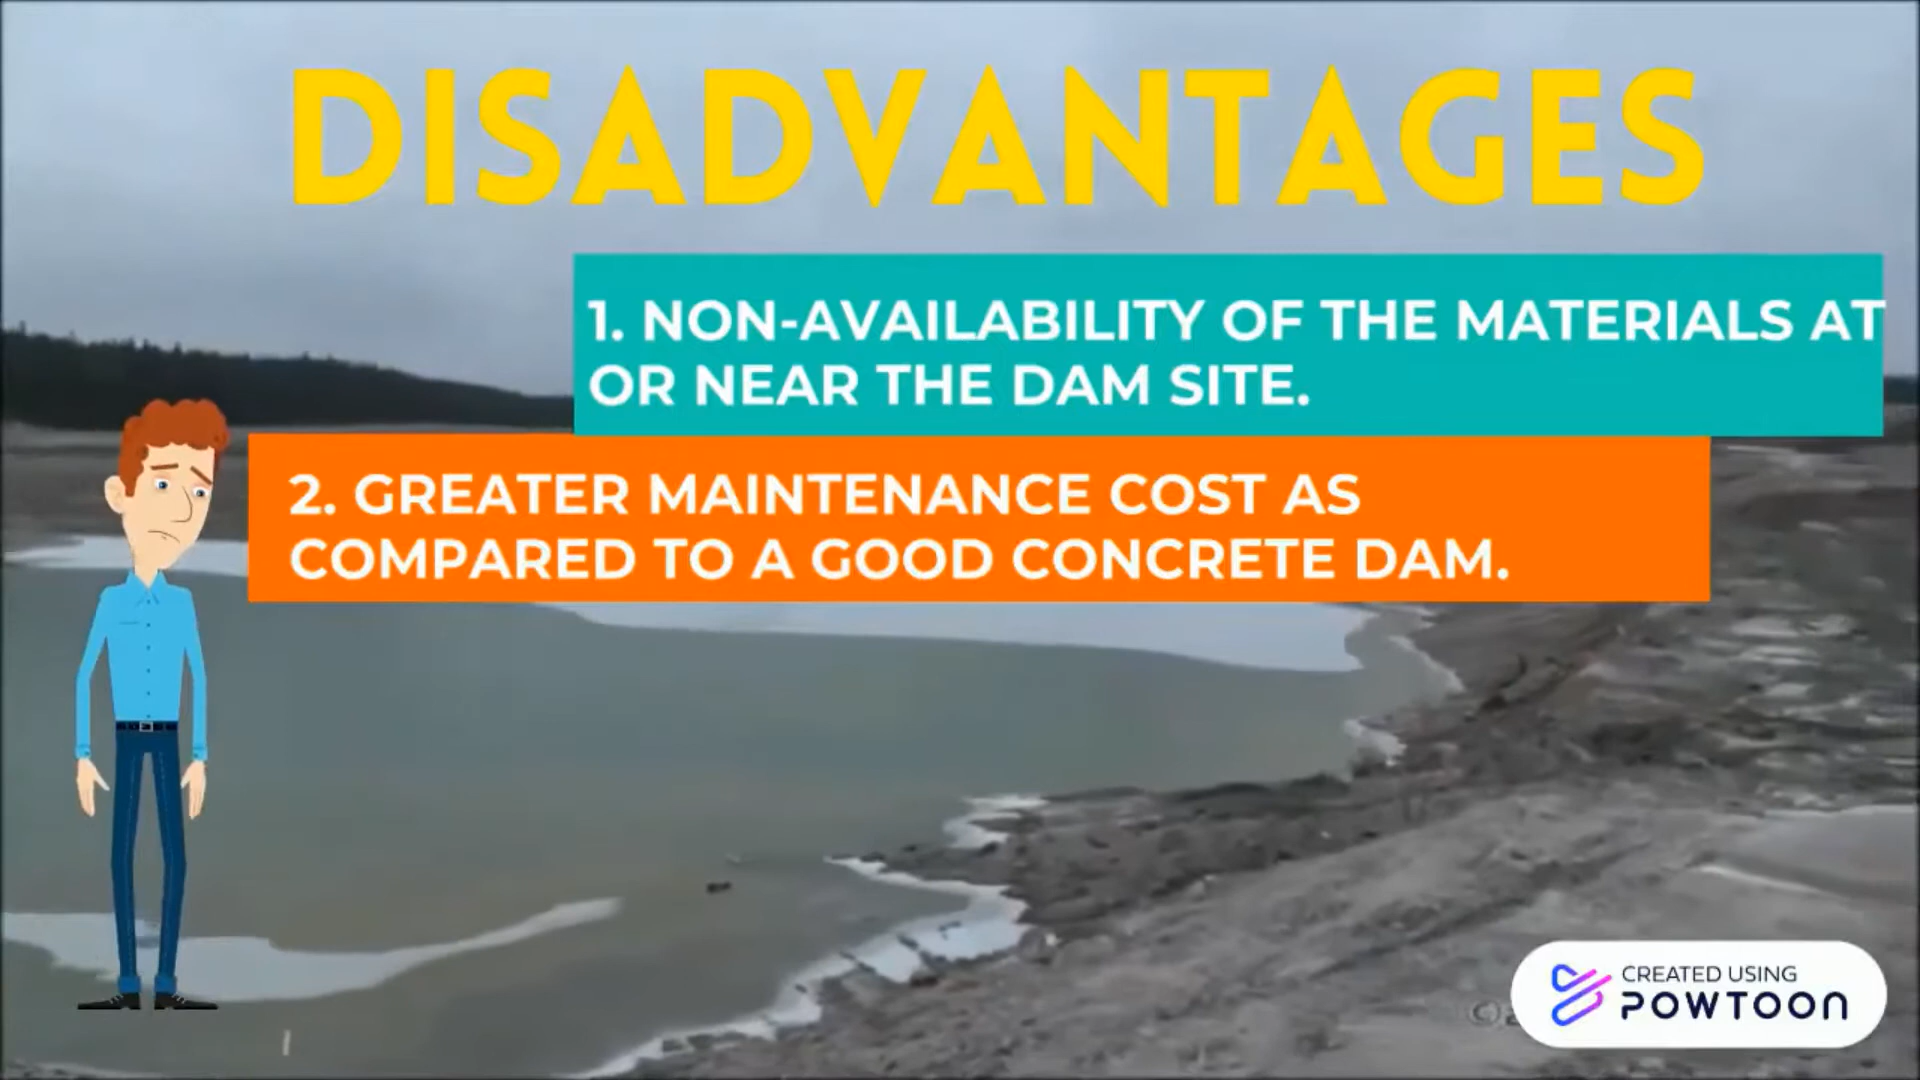 DISADVANTAGES
1. NON-AVAILABILITY OF THE MATERIALS AT
OR NEAR THE DAM SITE.
2. GREATER MAINTENANCE COST AS
COMPARED TO A GOOD CONCRETE DAM.
CREATED USING
POWTOON